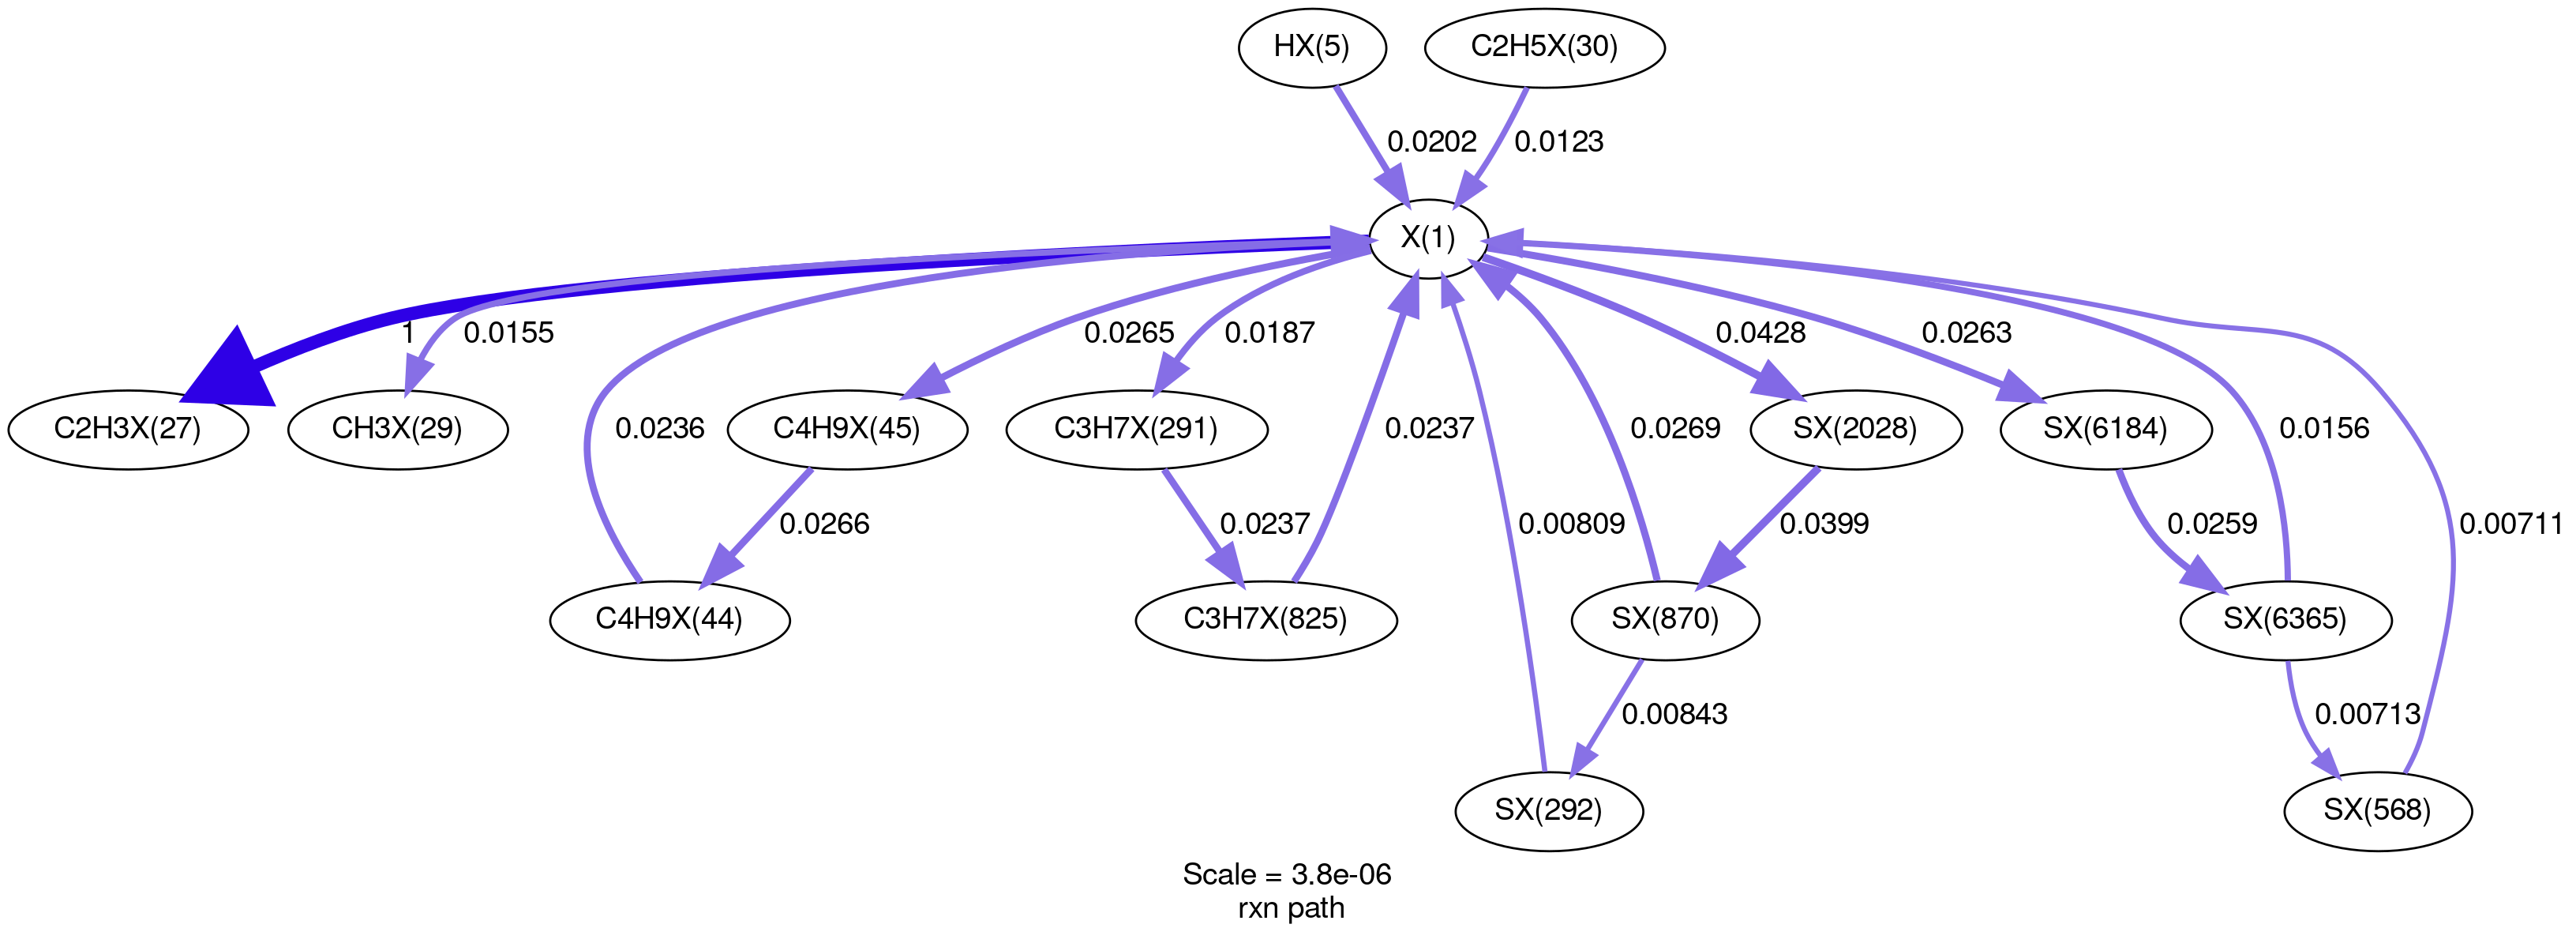 HX(5)
C2H5X(30)
0.0202
0.0123
X(1)
1
0.0155
0.0265
0.0187
0.0428
0.0263
C2H3X(27)
CH3X(29)
0.0236
C4H9X(45)
C3H7X(291)
0.0237
0.0269
SX(2028)
SX(6184)
0.0156
0.0266
0.0237
0.00809
0.0399
0.0259
0.00711
C4H9X(44)
C3H7X(825)
SX(870)
SX(6365)
0.00843
0.00713
SX(292)
SX(568)
Scale = 3.8e-06
rxn path